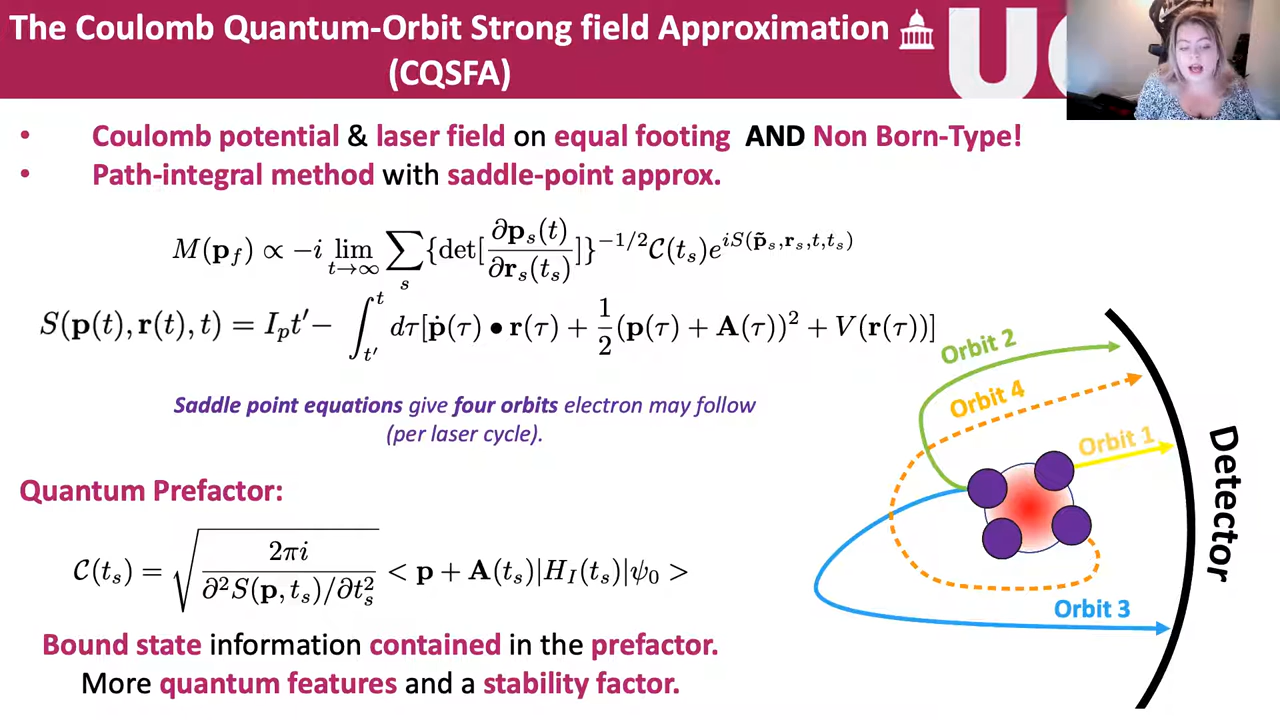 The Coulomb Quantum-Orbit Strong field Approximation
(CQSFA)
UC
• Coulomb potential & laser field on equal footing AND Non Born-Type!
• Path-integral method with saddle-point approx.
M(𝐩_f) ∝ −i lim_{t→∞} ∑_s {det[∂𝐩_s(t)/∂𝐫_s(t_s)]}^{−1/2} 𝒞(t_s)e^{iS(𝐩̃_s,𝐫_s,t,t_s)}
S(𝐩(t), 𝐫(t), t) = I_p t′ − ∫_{t′}^{t} dτ[𝐩̇(τ) • 𝐫(τ) + 1/2(𝐩(τ) + 𝐀(τ))² + V(𝐫(τ))]
Saddle point equations give four orbits electron may follow
(per laser cycle).
Orbit 2
Orbit 4
Orbit 1
Orbit 3
Detector
Quantum Prefactor:
𝒞(t_s) = √(2πi/∂²S(𝐩, t_s)/∂t_s²) < 𝐩 + 𝐀(t_s)|H_I(t_s)|ψ_0 >
Bound state information contained in the prefactor.
More quantum features and a stability factor.